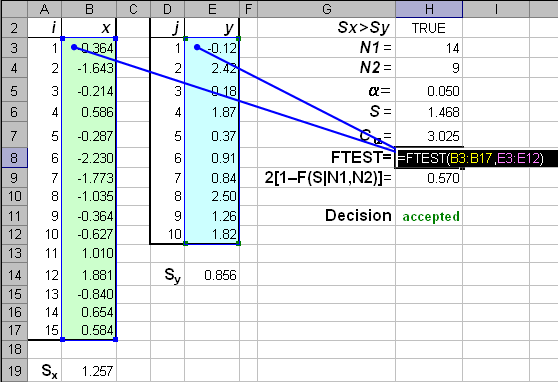 A B C D E F G H I
2 i x j y Sx>Sy TRUE
3 1 -0.364 1 -0.12 N1 = 14
4 2 -1.643 2 2.42 N2 = 9
5 3 -0.214 3 0.18 α = 0.050
6 4 0.586 4 1.87 S = 1.468
7 5 -0.287 5 0.37 Cα = 3.025
8 6 -2.230 6 0.91 FTEST= =FTEST(B3:B17,E3:E12)
9 7 -1.773 7 0.84 2[1–F(S|N1,N2)]= 0.570
10 8 -1.035 8 2.50
11 9 -0.364 9 1.26 Decision accepted
12 10 -0.627 10 1.82
13 11 1.010
14 12 1.881 Sy 0.856
15 13 -0.840
16 14 0.654
17 15 0.584
18
19 Sx 1.257